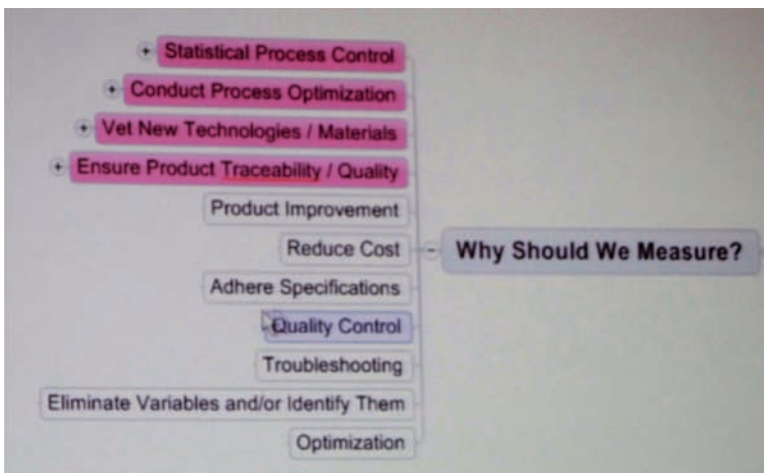 Statistical Process Control
Conduct Process Optimization
Vet New Technologies / Materials
Ensure Product Traceability / Quality
Product Improvement
Reduce Cost
Why Should We Measure?
Adhere Specifications
Quality Control
Troubleshooting
Eliminate Variables and/or Identify Them
Optimization